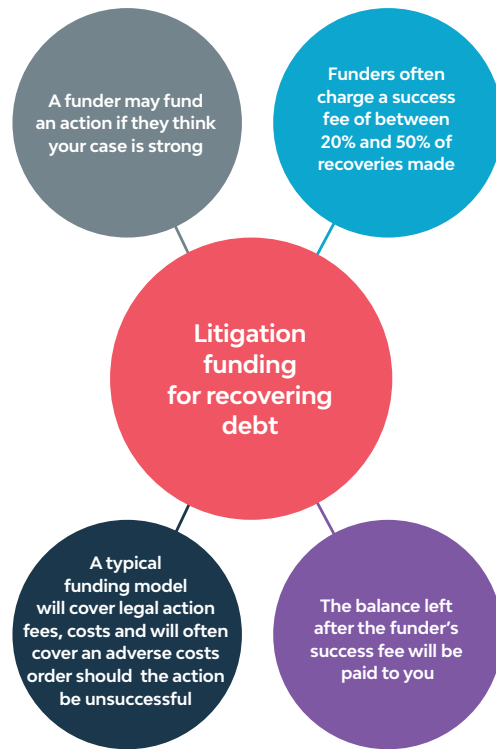 A funder may fund
an action if they think
your case is strong
Funders often
charge a success
fee of between
20% and 50% of
recoveries made
Litigation
funding
for recovering
debt
A typical
funding model
will cover legal action
fees, costs and will often
cover an adverse costs
order should  the action
be unsuccessful
The balance left
after the funder’s
success fee will be
paid to you